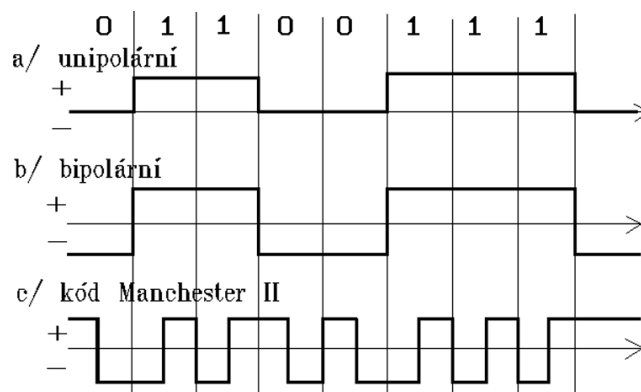 0 1 1 0 0 1 1 1
a/ unipolární
+
−
b/ bipolární
+
−
c/ kód Manchester II
+
−